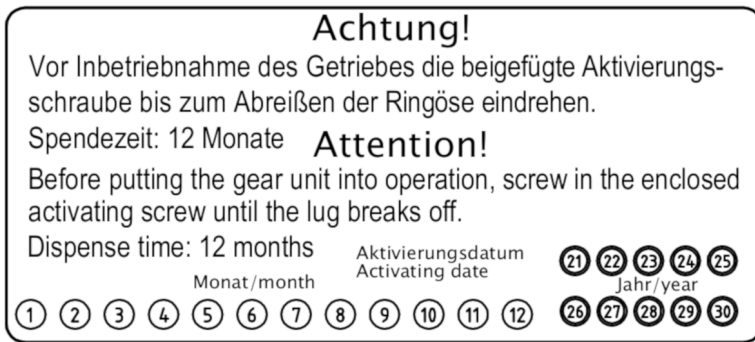 Achtung!
Vor Inbetriebnahme des Getriebes die beigefügte Aktivierungs-
schraube bis zum Abreißen der Ringöse eindrehen.
Spendezeit: 12 Monate
Attention!
Before putting the gear unit into operation, screw in the enclosed
activating screw until the lug breaks off.
Dispense time: 12 months
Aktivierungsdatum
Activating date
Monat/month
1 2 3 4 5 6 7 8 9 10 11 12
21 22 23 24 25
Jahr/year
26 27 28 29 30